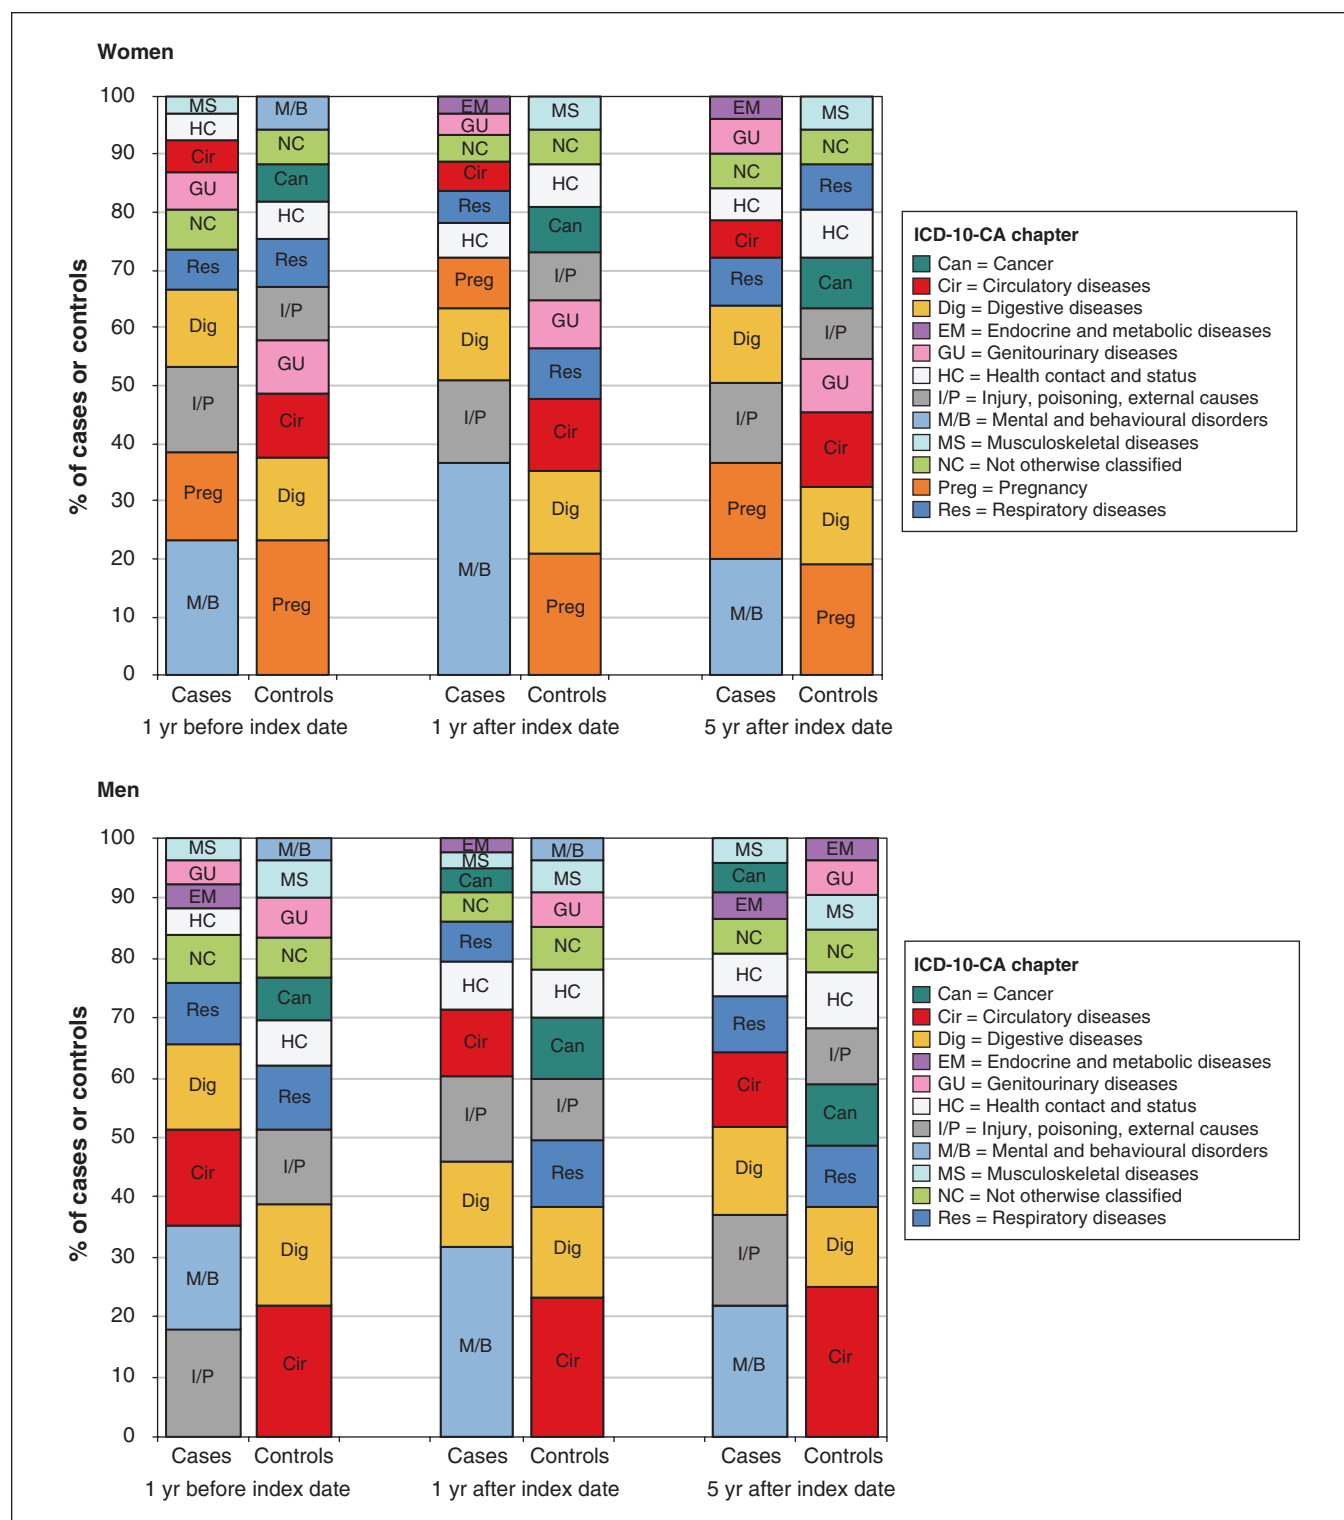 Women
% of cases or controls
100
90
80
70
60
50
40
30
20
10
0
MS
HC
Cir
GU
NC
Res
Dig
I/P
Preg
M/B
M/B
NC
Can
HC
Res
I/P
GU
Cir
Dig
Preg
EM
GU
NC
Cir
Res
HC
Preg
Dig
I/P
M/B
MS
NC
HC
Can
I/P
GU
Res
Cir
Dig
Preg
EM
GU
NC
HC
Cir
Res
Dig
I/P
Preg
M/B
MS
NC
Res
HC
Can
I/P
GU
Cir
Dig
Preg
Cases Controls Cases Controls Cases Controls
1 yr before index date 1 yr after index date 5 yr after index date
ICD-10-CA chapter
Can = Cancer
Cir = Circulatory diseases
Dig = Digestive diseases
EM = Endocrine and metabolic diseases
GU = Genitourinary diseases
HC = Health contact and status
I/P = Injury, poisoning, external causes
M/B = Mental and behavioural disorders
MS = Musculoskeletal diseases
NC = Not otherwise classified
Preg = Pregnancy
Res = Respiratory diseases
Men
% of cases or controls
100
90
80
70
60
50
40
30
20
10
0
MS
GU
EM
HC
NC
Res
Dig
Cir
M/B
I/P
M/B
MS
GU
NC
Can
HC
Res
I/P
Dig
Cir
EM
MS
Can
NC
Res
HC
Cir
I/P
Dig
M/B
M/B
MS
GU
NC
HC
Can
I/P
Res
Dig
Cir
MS
Can
EM
NC
HC
Res
Cir
Dig
I/P
M/B
EM
GU
MS
NC
HC
I/P
Can
Res
Dig
Cir
Cases Controls Cases Controls Cases Controls
1 yr before index date 1 yr after index date 5 yr after index date
ICD-10-CA chapter
Can = Cancer
Cir = Circulatory diseases
Dig = Digestive diseases
EM = Endocrine and metabolic diseases
GU = Genitourinary diseases
HC = Health contact and status
I/P = Injury, poisoning, external causes
M/B = Mental and behavioural disorders
MS = Musculoskeletal diseases
NC = Not otherwise classified
Res = Respiratory diseases